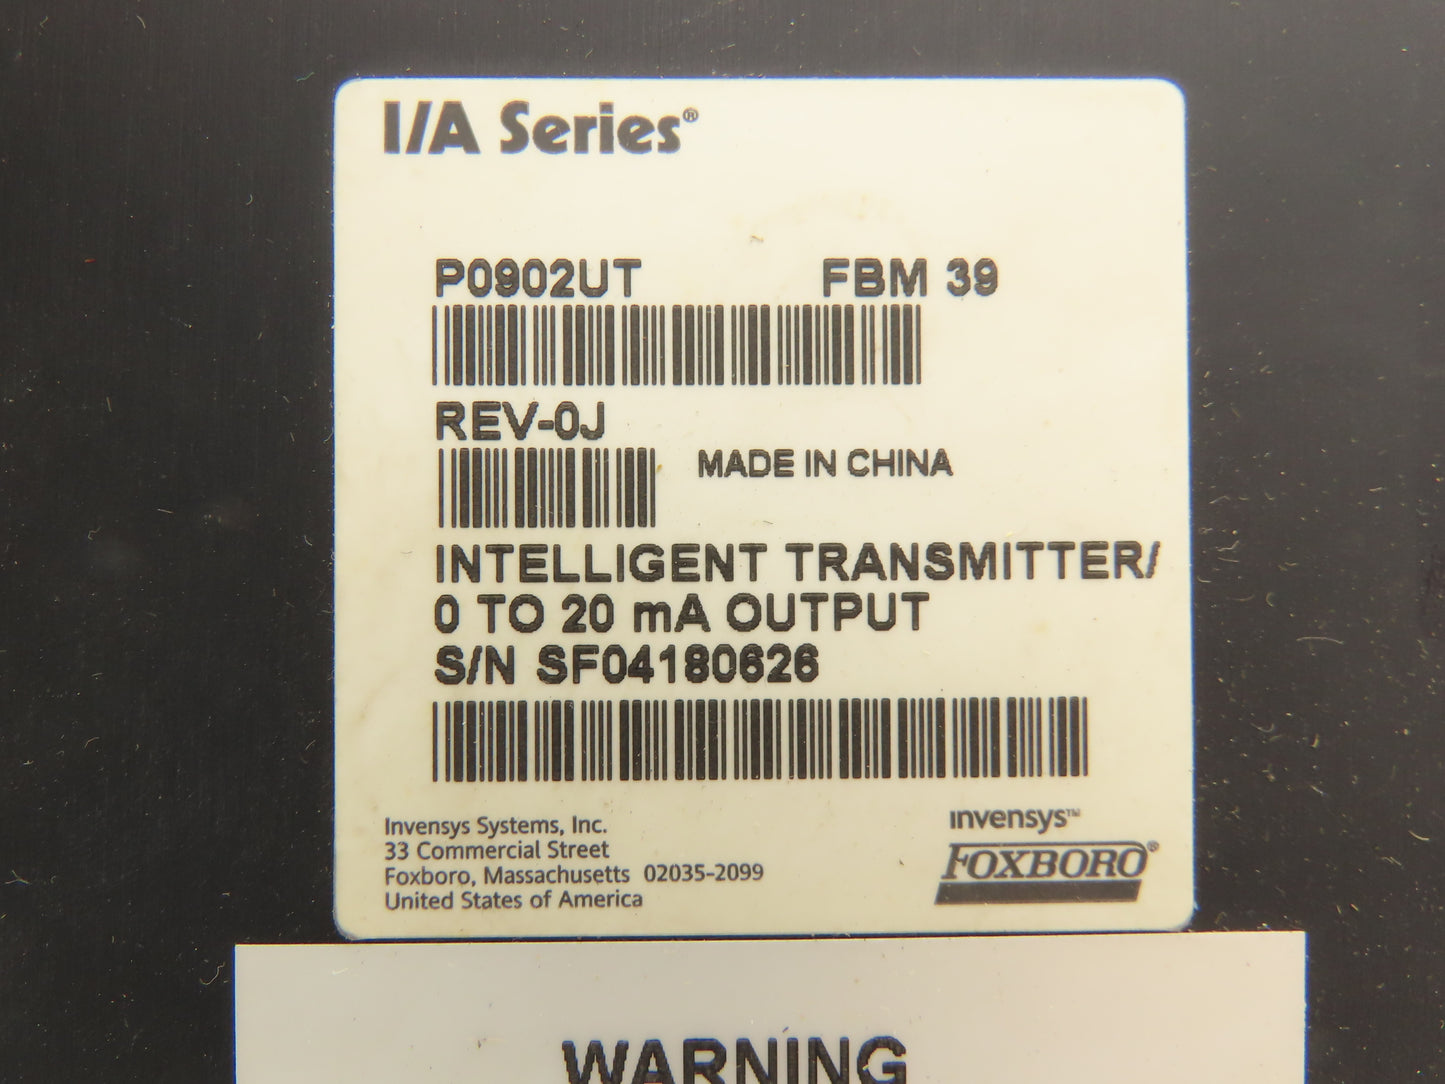 I/A Series®
P0902UT FBM 39
REV-0J
MADE IN CHINA
INTELLIGENT TRANSMITTER/
0 TO 20 mA OUTPUT
S/N SF04180626
Invensys Systems, Inc.
33 Commercial Street
Foxboro, Massachusetts 02035-2099
United States of America
invensys™
FOXBORO®
WARNING